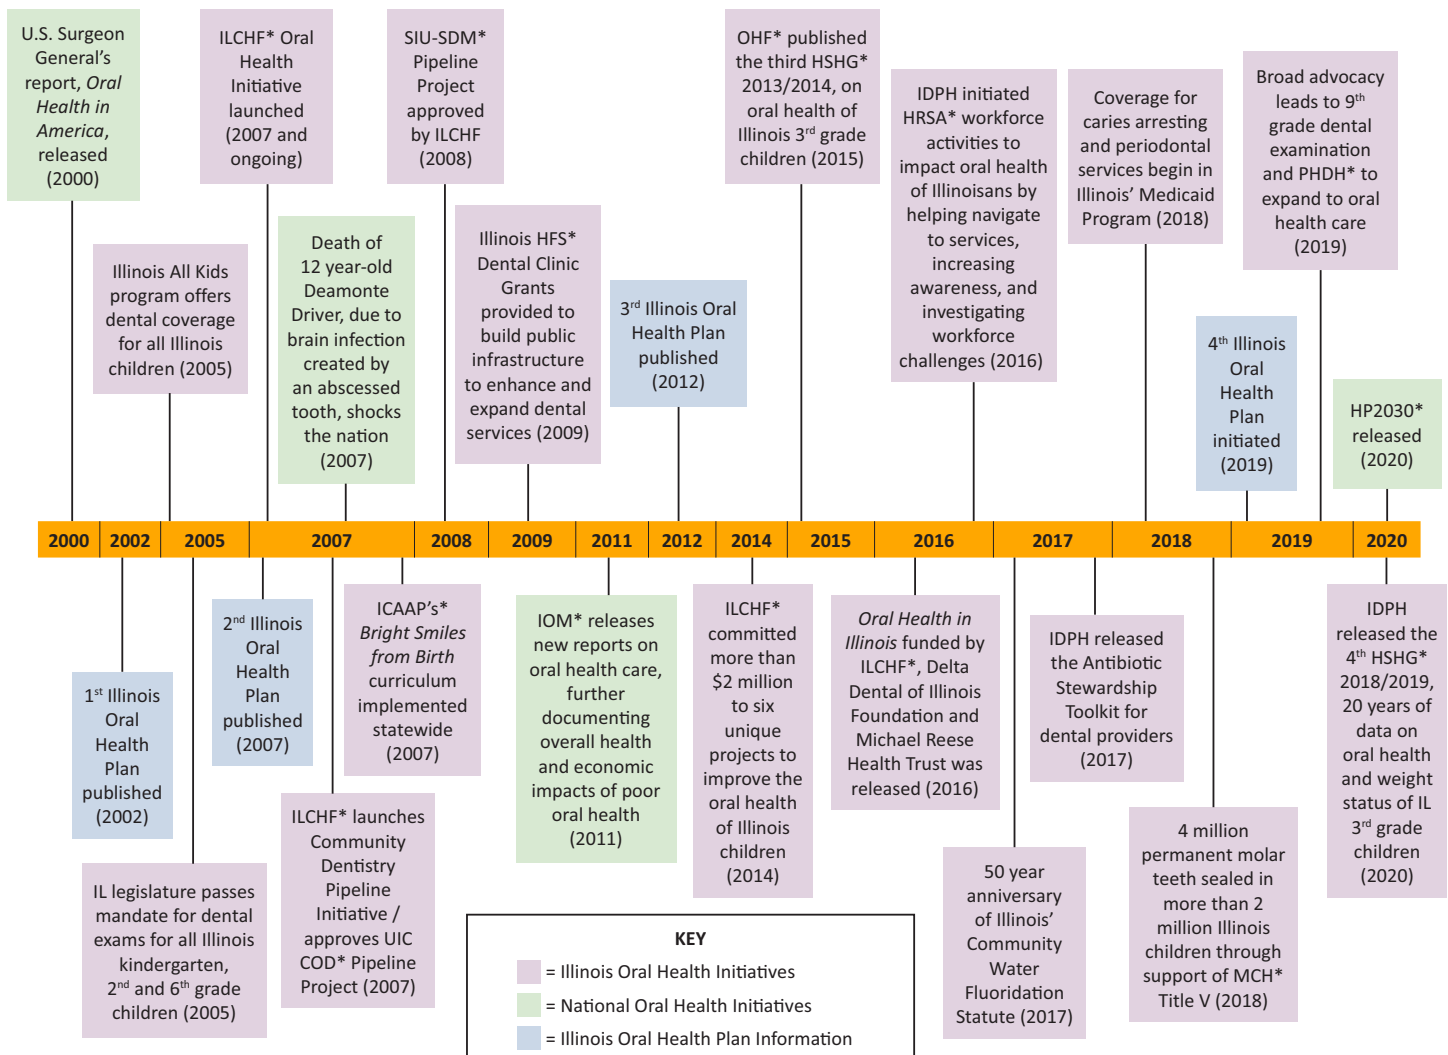 U.S. Surgeon
General’s
report, Oral
Health in
America,
released
(2000)
ILCHF* Oral
Health
Initiative
launched
(2007 and
ongoing)
SIU-SDM*
Pipeline
Project
approved
by ILCHF
(2008)
OHF* published
the third HSHG*
2013/2014, on
oral health of
Illinois 3rd grade
children (2015)
IDPH initiated
HRSA* workforce
activities to
impact oral health
of Illinoisans by
helping navigate
to services,
increasing
awareness, and
investigating
workforce
challenges (2016)
Coverage for
caries arresting
and periodontal
services begin in
Illinois’ Medicaid
Program (2018)
Broad advocacy
leads to 9th
grade dental
examination
and PHDH* to
expand to oral
health care
(2019)
Illinois All Kids
program offers
dental coverage
for all Illinois
children (2005)
Death of
12 year-old
Deamonte
Driver, due to
brain infection
created by
an abscessed
tooth, shocks
the nation
(2007)
Illinois HFS*
Dental Clinic
Grants
provided to
build public
infrastructure
to enhance and
expand dental
services (2009)
3rd Illinois Oral
Health Plan
published
(2012)
4th Illinois
Oral
Health
Plan
initiated
(2019)
HP2030*
released
(2020)
2000 2002 2005 2007 2008 2009 2011 2012 2014 2015 2016 2017 2018 2019 2020
1st Illinois
Oral
Health
Plan
published
(2002)
IL legislature passes
mandate for dental
exams for all Illinois
kindergarten,
2nd and 6th grade
children (2005)
2nd Illinois
Oral
Health
Plan
published
(2007)
ILCHF* launches
Community
Dentistry
Pipeline
Initiative /
approves UIC
COD* Pipeline
Project (2007)
ICAAP’s*
Bright Smiles
from Birth
curriculum
implemented
statewide
(2007)
IOM* releases
new reports on
oral health care,
further
documenting
overall health
and economic
impacts of poor
oral health
(2011)
ILCHF*
committed
more than
$2 million
to six
unique
projects to
improve the
oral health
of Illinois
children
(2014)
Oral Health in
Illinois funded by
ILCHF*, Delta
Dental of Illinois
Foundation and
Michael Reese
Health Trust was
released (2016)
50 year
anniversary
of Illinois’
Community
Water
Fluoridation
Statute (2017)
IDPH released
the Antibiotic
Stewardship
Toolkit for
dental providers
(2017)
4 million
permanent molar
teeth sealed in
more than 2
million Illinois
children through
support of MCH*
Title V (2018)
IDPH
released the
4th HSHG*
2018/2019,
20 years of
data on
oral health
and weight
status of IL
3rd grade
children
(2020)
KEY
= Illinois Oral Health Initiatives
= National Oral Health Initiatives
= Illinois Oral Health Plan Information